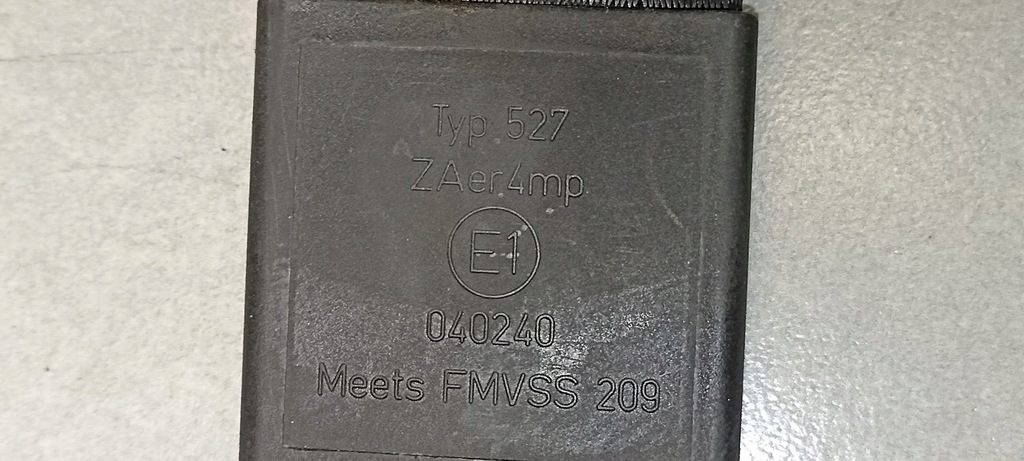 Typ 527
ZAer4mp
E1
040240
Meets FMVSS 209